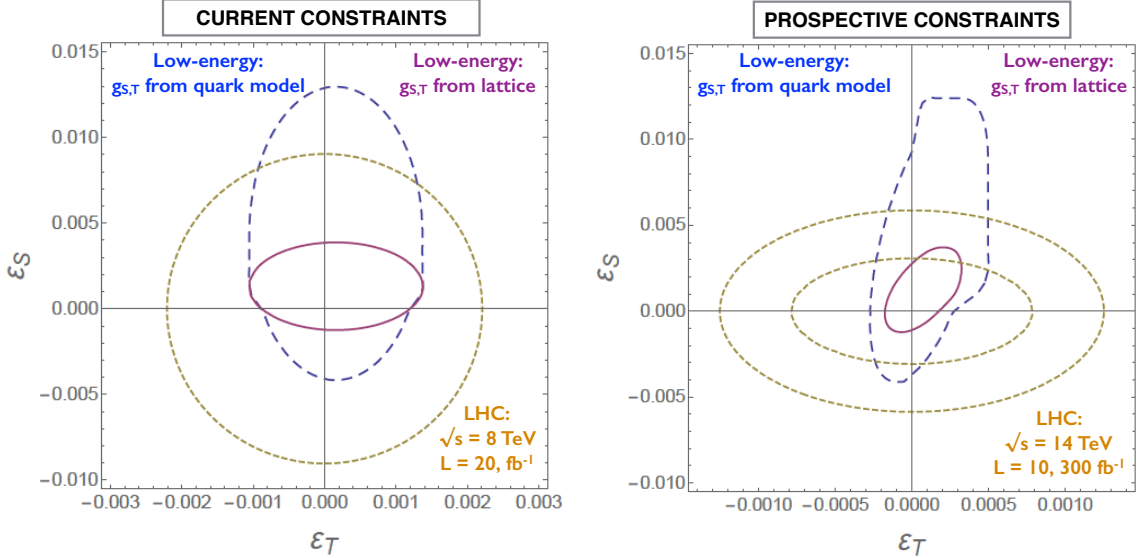 CURRENT CONSTRAINTS
Low-energy:
gS,T from quark model
Low-energy:
gS,T from lattice
0.015
0.010
0.005
0.000
−0.005
−0.010
εS
LHC:
√s = 8 TeV
L = 20, fb-1
−0.003
−0.002
−0.001
0.000
0.001
0.002
0.003
εT
PROSPECTIVE CONSTRAINTS
Low-energy:
gS,T from quark model
Low-energy:
gS,T from lattice
0.015
0.010
0.005
0.000
−0.005
−0.010
εS
LHC:
√s = 14 TeV
L = 10, 300 fb-1
−0.0010
−0.0005
0.0000
0.0005
0.0010
εT